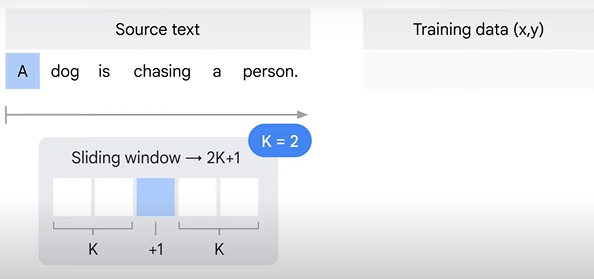 Source text
Training data (x,y)
A dog is chasing a person.
K = 2
Sliding window → 2K+1
K +1 K